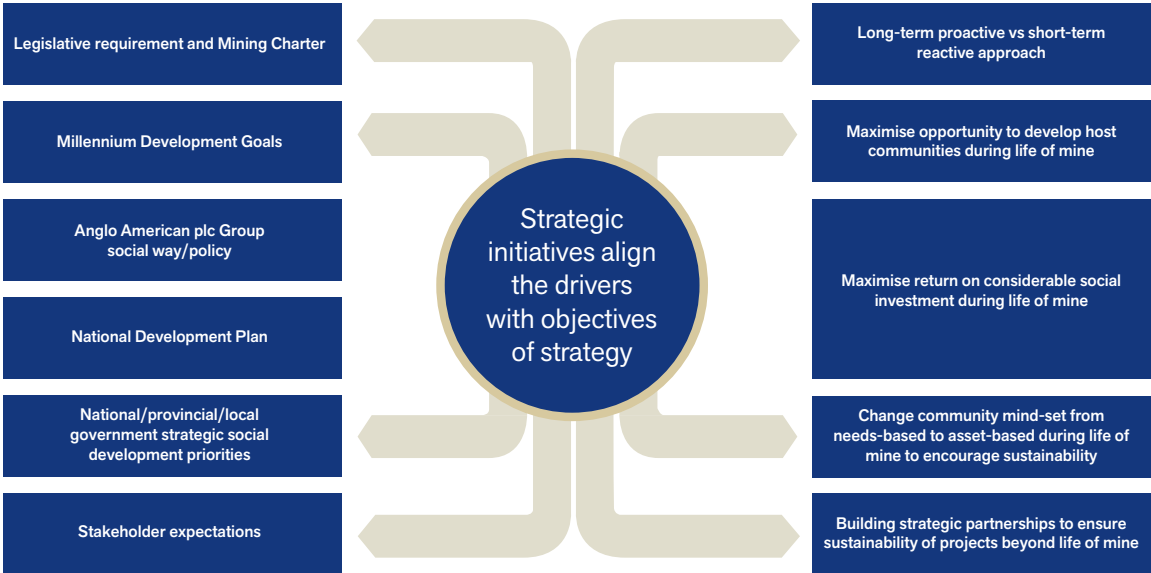 Legislative requirement and Mining Charter
Millennium Development Goals
Anglo American plc Group
social way/policy
National Development Plan
National/provincial/local
government strategic social
development priorities
Stakeholder expectations
Strategic
initiatives align
the drivers
with objectives
of strategy
Long-term proactive vs short-term
reactive approach
Maximise opportunity to develop host
communities during life of mine
Maximise return on considerable social
investment during life of mine
Change community mind-set from
needs-based to asset-based during life of
mine to encourage sustainability
Building strategic partnerships to ensure
sustainability of projects beyond life of mine